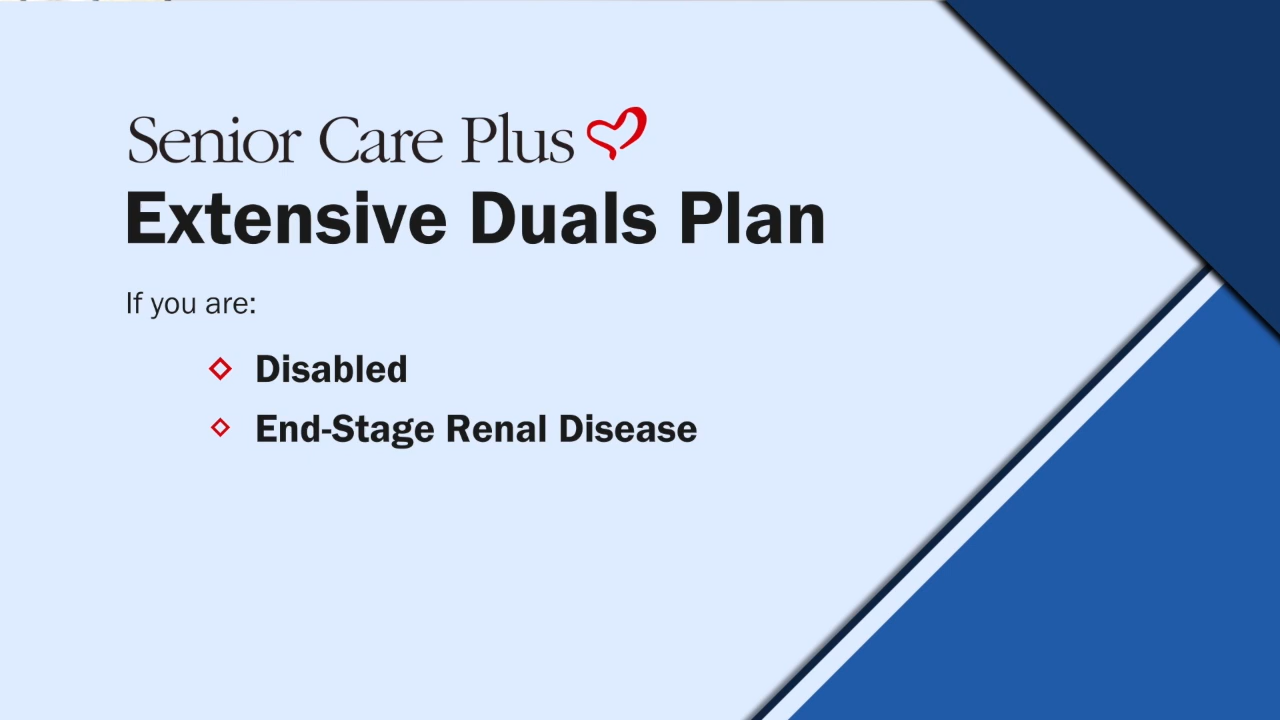 Senior Care Plus
Extensive Duals Plan
If you are:
Disabled
End-Stage Renal Disease